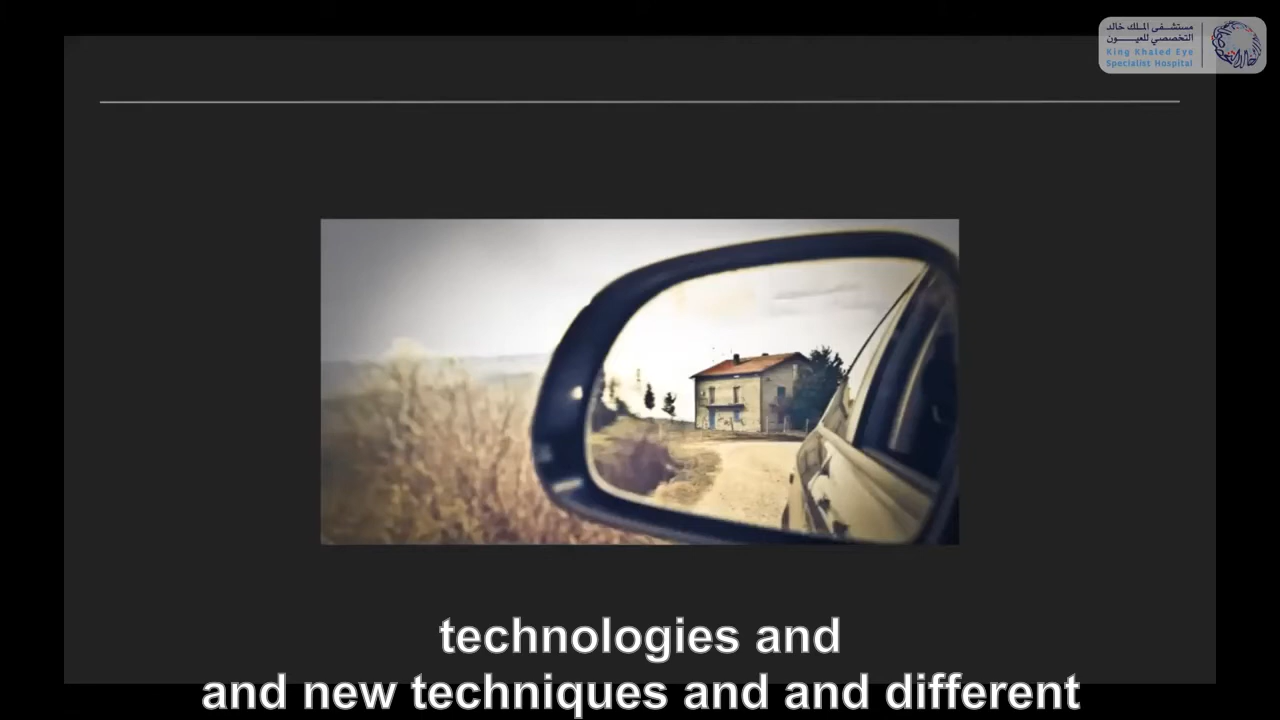 مستشفى الملك خالد
التخصصي للعيون
King Khaled Eye
Specialist Hospital
technologies and
and new techniques and and different